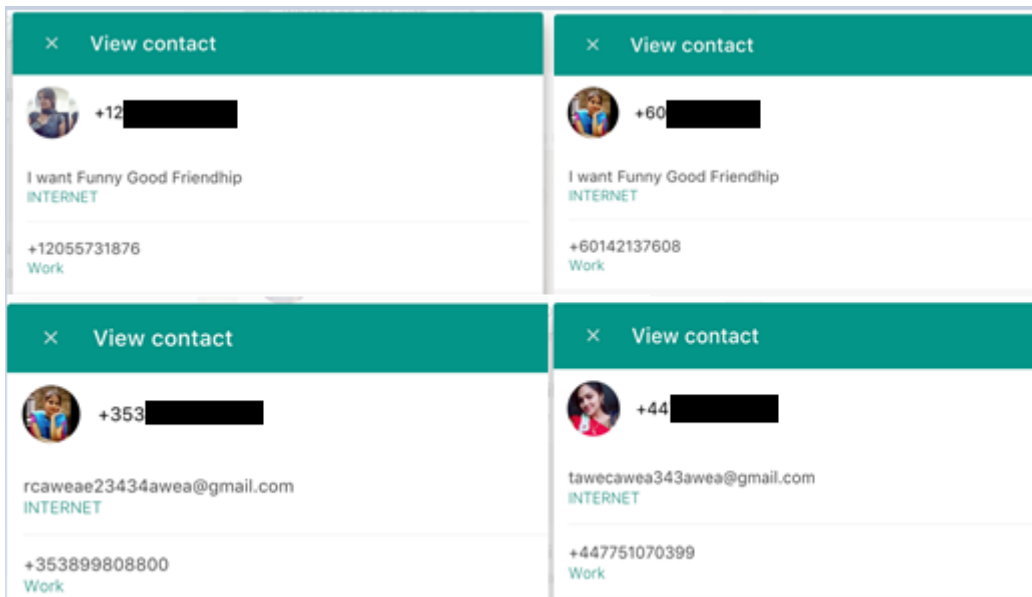 × View contact
+12
I want Funny Good Friendhip
INTERNET
+12055731876
Work
× View contact
+60
I want Funny Good Friendhip
INTERNET
+60142137608
Work
× View contact
+353
rcaweae23434awea@gmail.com
INTERNET
+353899808800
Work
× View contact
+44
tawecawea343awea@gmail.com
INTERNET
+447751070399
Work